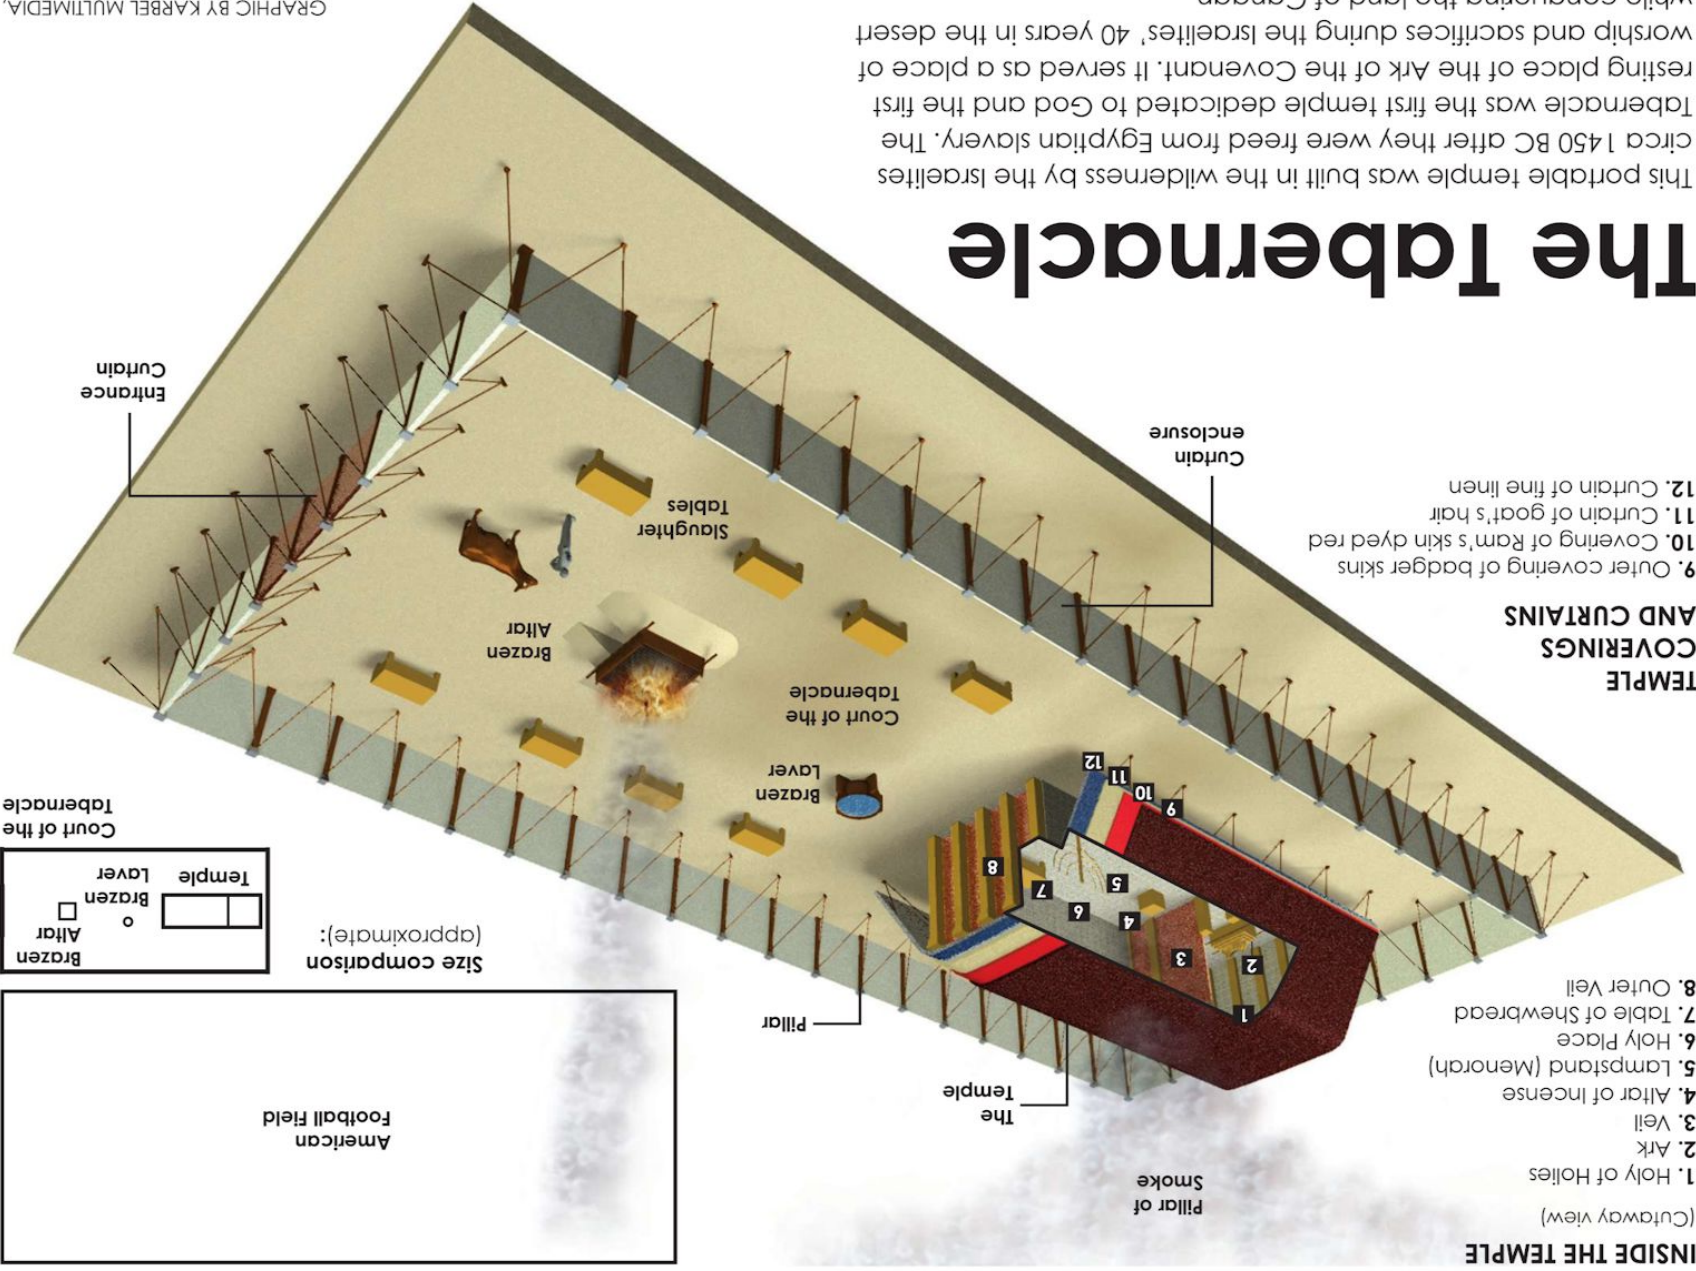 INSIDE THE TEMPLE
(Cutaway view)
1. Holy of Holies
2. Ark
3. Veil
4. Altar of Incense
5. Lampstand (Menorah)
6. Holy Place
7. Table of Shewbread
8. Outer Veil
TEMPLE
COVERINGS
AND CURTAINS
9. Outer covering of badger skins
10. Covering of Ram's skin dyed red
11. Curtain of goat's hair
12. Curtain of fine linen
Pillar of
Smoke
The
Temple
Pillar
1
2
3
4
5
6
7
8
9
10
11
12
American
Football Field
Size comparison
(approximate):
Temple
Brazen
Laver
Brazen
Altar
Court of the
Tabernacle
Brazen
Laver
Court of the
Tabernacle
Brazen
Altar
Slaughter
Tables
Curtain
enclosure
Entrance
Curtain
The Tabernacle
This portable temple was built in the wilderness by the Israelites
circa 1450 BC after they were freed from Egyptian slavery. The
Tabernacle was the first temple dedicated to God and the first
resting place of the Ark of the Covenant. It served as a place of
worship and sacrifices during the Israelites' 40 years in the desert
while conquering the land of Canaan
GRAPHIC BY KARBEL MULTIMEDIA,